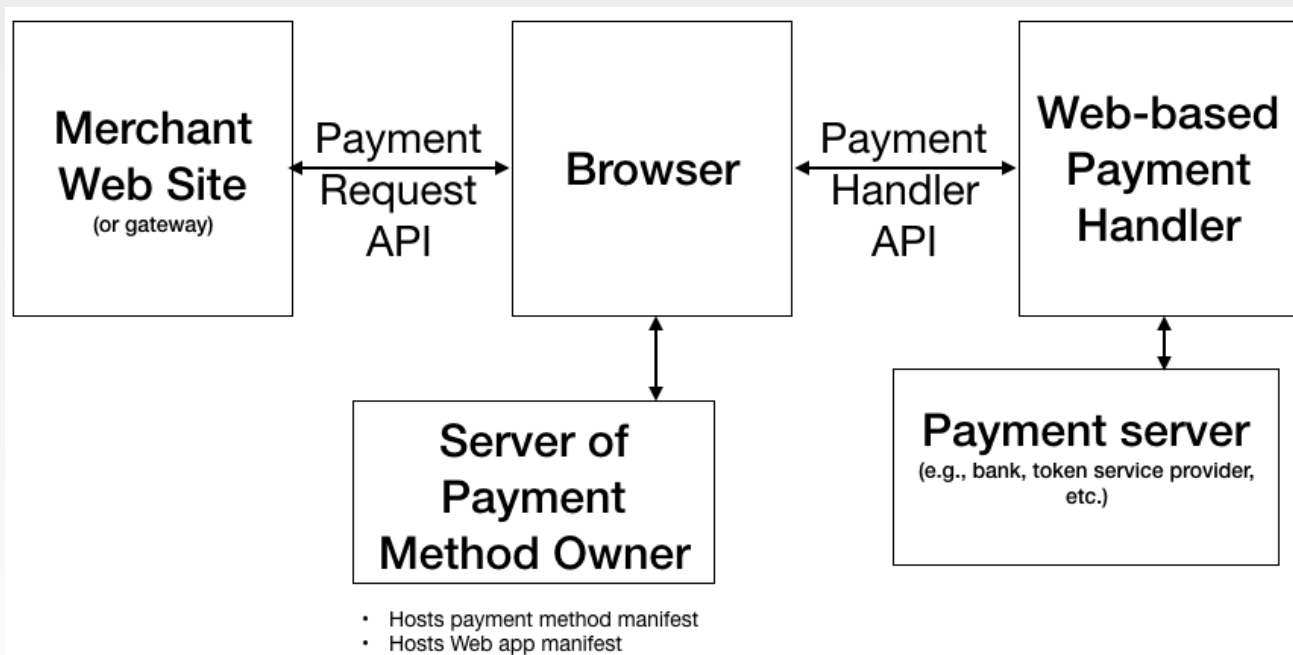 Merchant
Web Site
(or gateway)
Payment
Request
API
Browser
Payment
Handler
API
Web-based
Payment
Handler
Server of
Payment
Method Owner
• Hosts payment method manifest
• Hosts Web app manifest
Payment server
(e.g., bank, token service provider,
etc.)